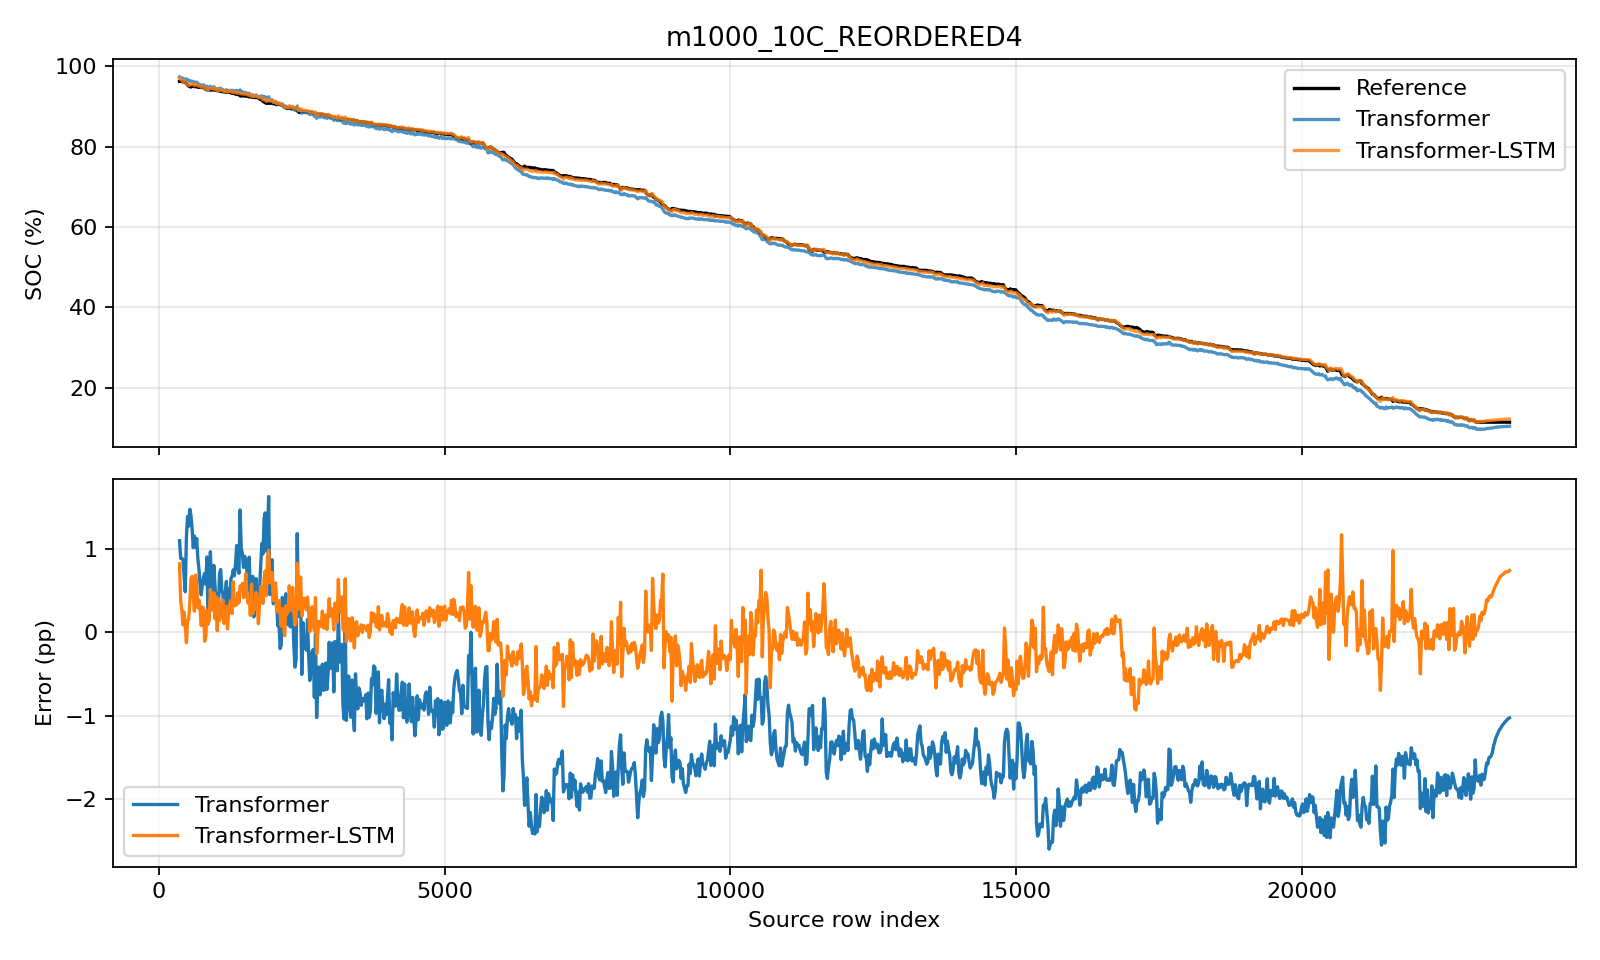 m1000_10C_REORDERED4
100
80
60
40
20
SOC (%)
Reference
Transformer
Transformer-LSTM
1
0
−1
−2
Error (pp)
Transformer
Transformer-LSTM
0
5000
10000
15000
20000
Source row index